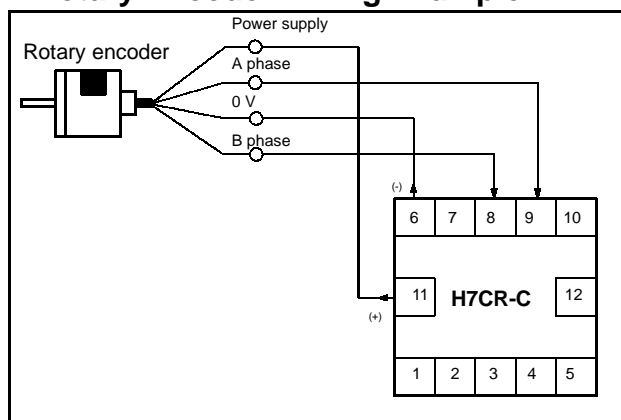 Power supply
Rotary encoder
A phase
0 V
B phase
(-)
6 7 8 9 10
11 H7CR-C 12
(+)
1 2 3 4 5